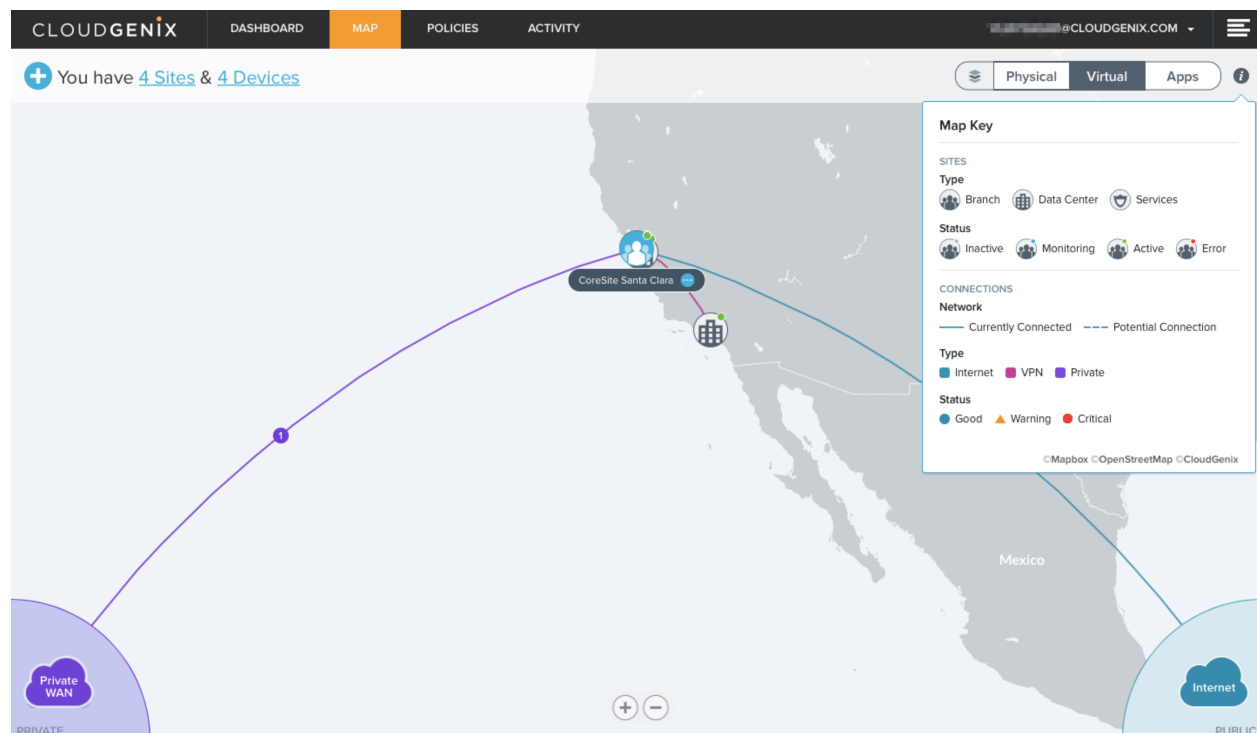 CLOUDGENIX DASHBOARD MAP POLICIES ACTIVITY @CLOUDGENIX.COM
You have 4 Sites & 4 Devices
Physical Virtual Apps
Map Key
SITES
Type
Branch Data Center Services
Status
Inactive Monitoring Active Error
CONNECTIONS
Network
Currently Connected Potential Connection
Type
Internet VPN Private
Status
Good Warning Critical
©Mapbox ©OpenStreetMap ©CloudGenix
CoreSite Santa Clara
1
Mexico
Private
WAN
PRIVATE
Internet
PUBLIC